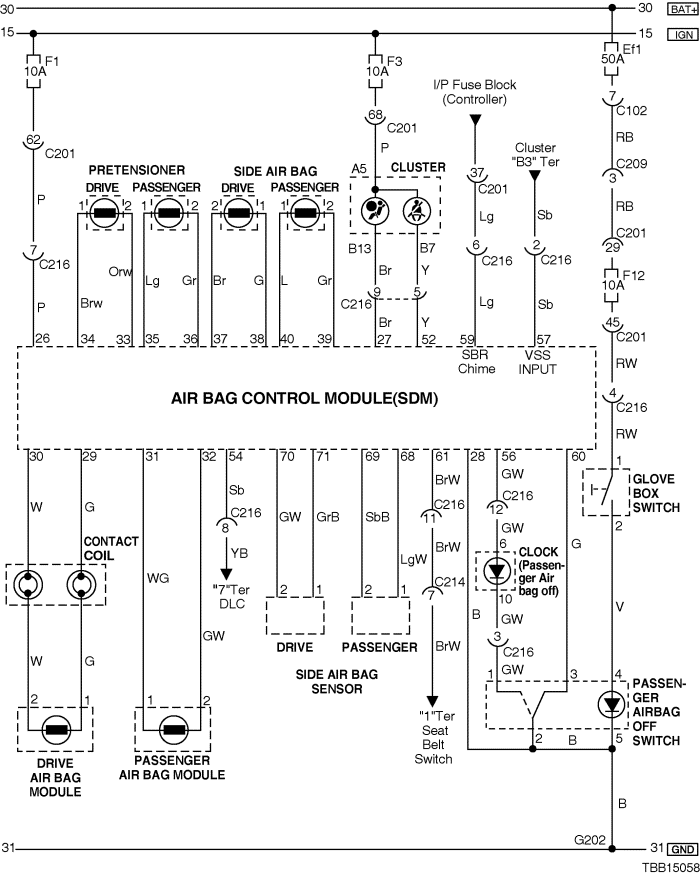 30 30 BAT+
15 15 IGN
F1
10A
F3
10A
Ef1
50A
I/P Fuse Block
(Controller)
7
C102
68
C201
62
C201
P
RB
Cluster
"B3" Ter
C209
3
PRETENSIONER
DRIVE PASSENGER
SIDE AIR BAG
DRIVE PASSENGER
A5 CLUSTER
37
C201
P
1 2 1 2 2 1 2 1
Lg
Sb
RB
C201
29
7
C216
B13 B7
6
C216
2
C216
Orw
Lg Gr Br G L Gr
Br Y
F12
10A
Brw
9 5
C216
Lg
Sb
P
Br Y
45
C201
26 34 33 35 36 37 38 40 39 27 52 59 57
SBR
Chime
VSS
INPUT
RW
4
C216
AIR BAG CONTROL MODULE(SDM)
RW
30 29 31 32 54 70 71 69 68 61 28 56 60
1
GLOVE
BOX
SWITCH
2
W G
Sb
C216
8
YB
"7"Ter
DLC
GW GrB SbB LgW
BrW
C216
11
BrW
C214
7
BrW
GW
C216
12
GW
6
CLOCK
(Passen-
ger Air
bag off)
10
GW
3
C216
GW
G
B
V
CONTACT
COIL
WG
GW
2 1
DRIVE
2 1
PASSENGER
SIDE AIR BAG
SENSOR
W G
2 1
DRIVE
AIR BAG
MODULE
1 2
PASSENGER
AIR BAG MODULE
"1"Ter
Seat
Belt
Switch
1 3 4
PASSEN-
GER
AIRBAG
OFF
SWITCH
2 B 5
B
G202
31 31 GND
TBB15058